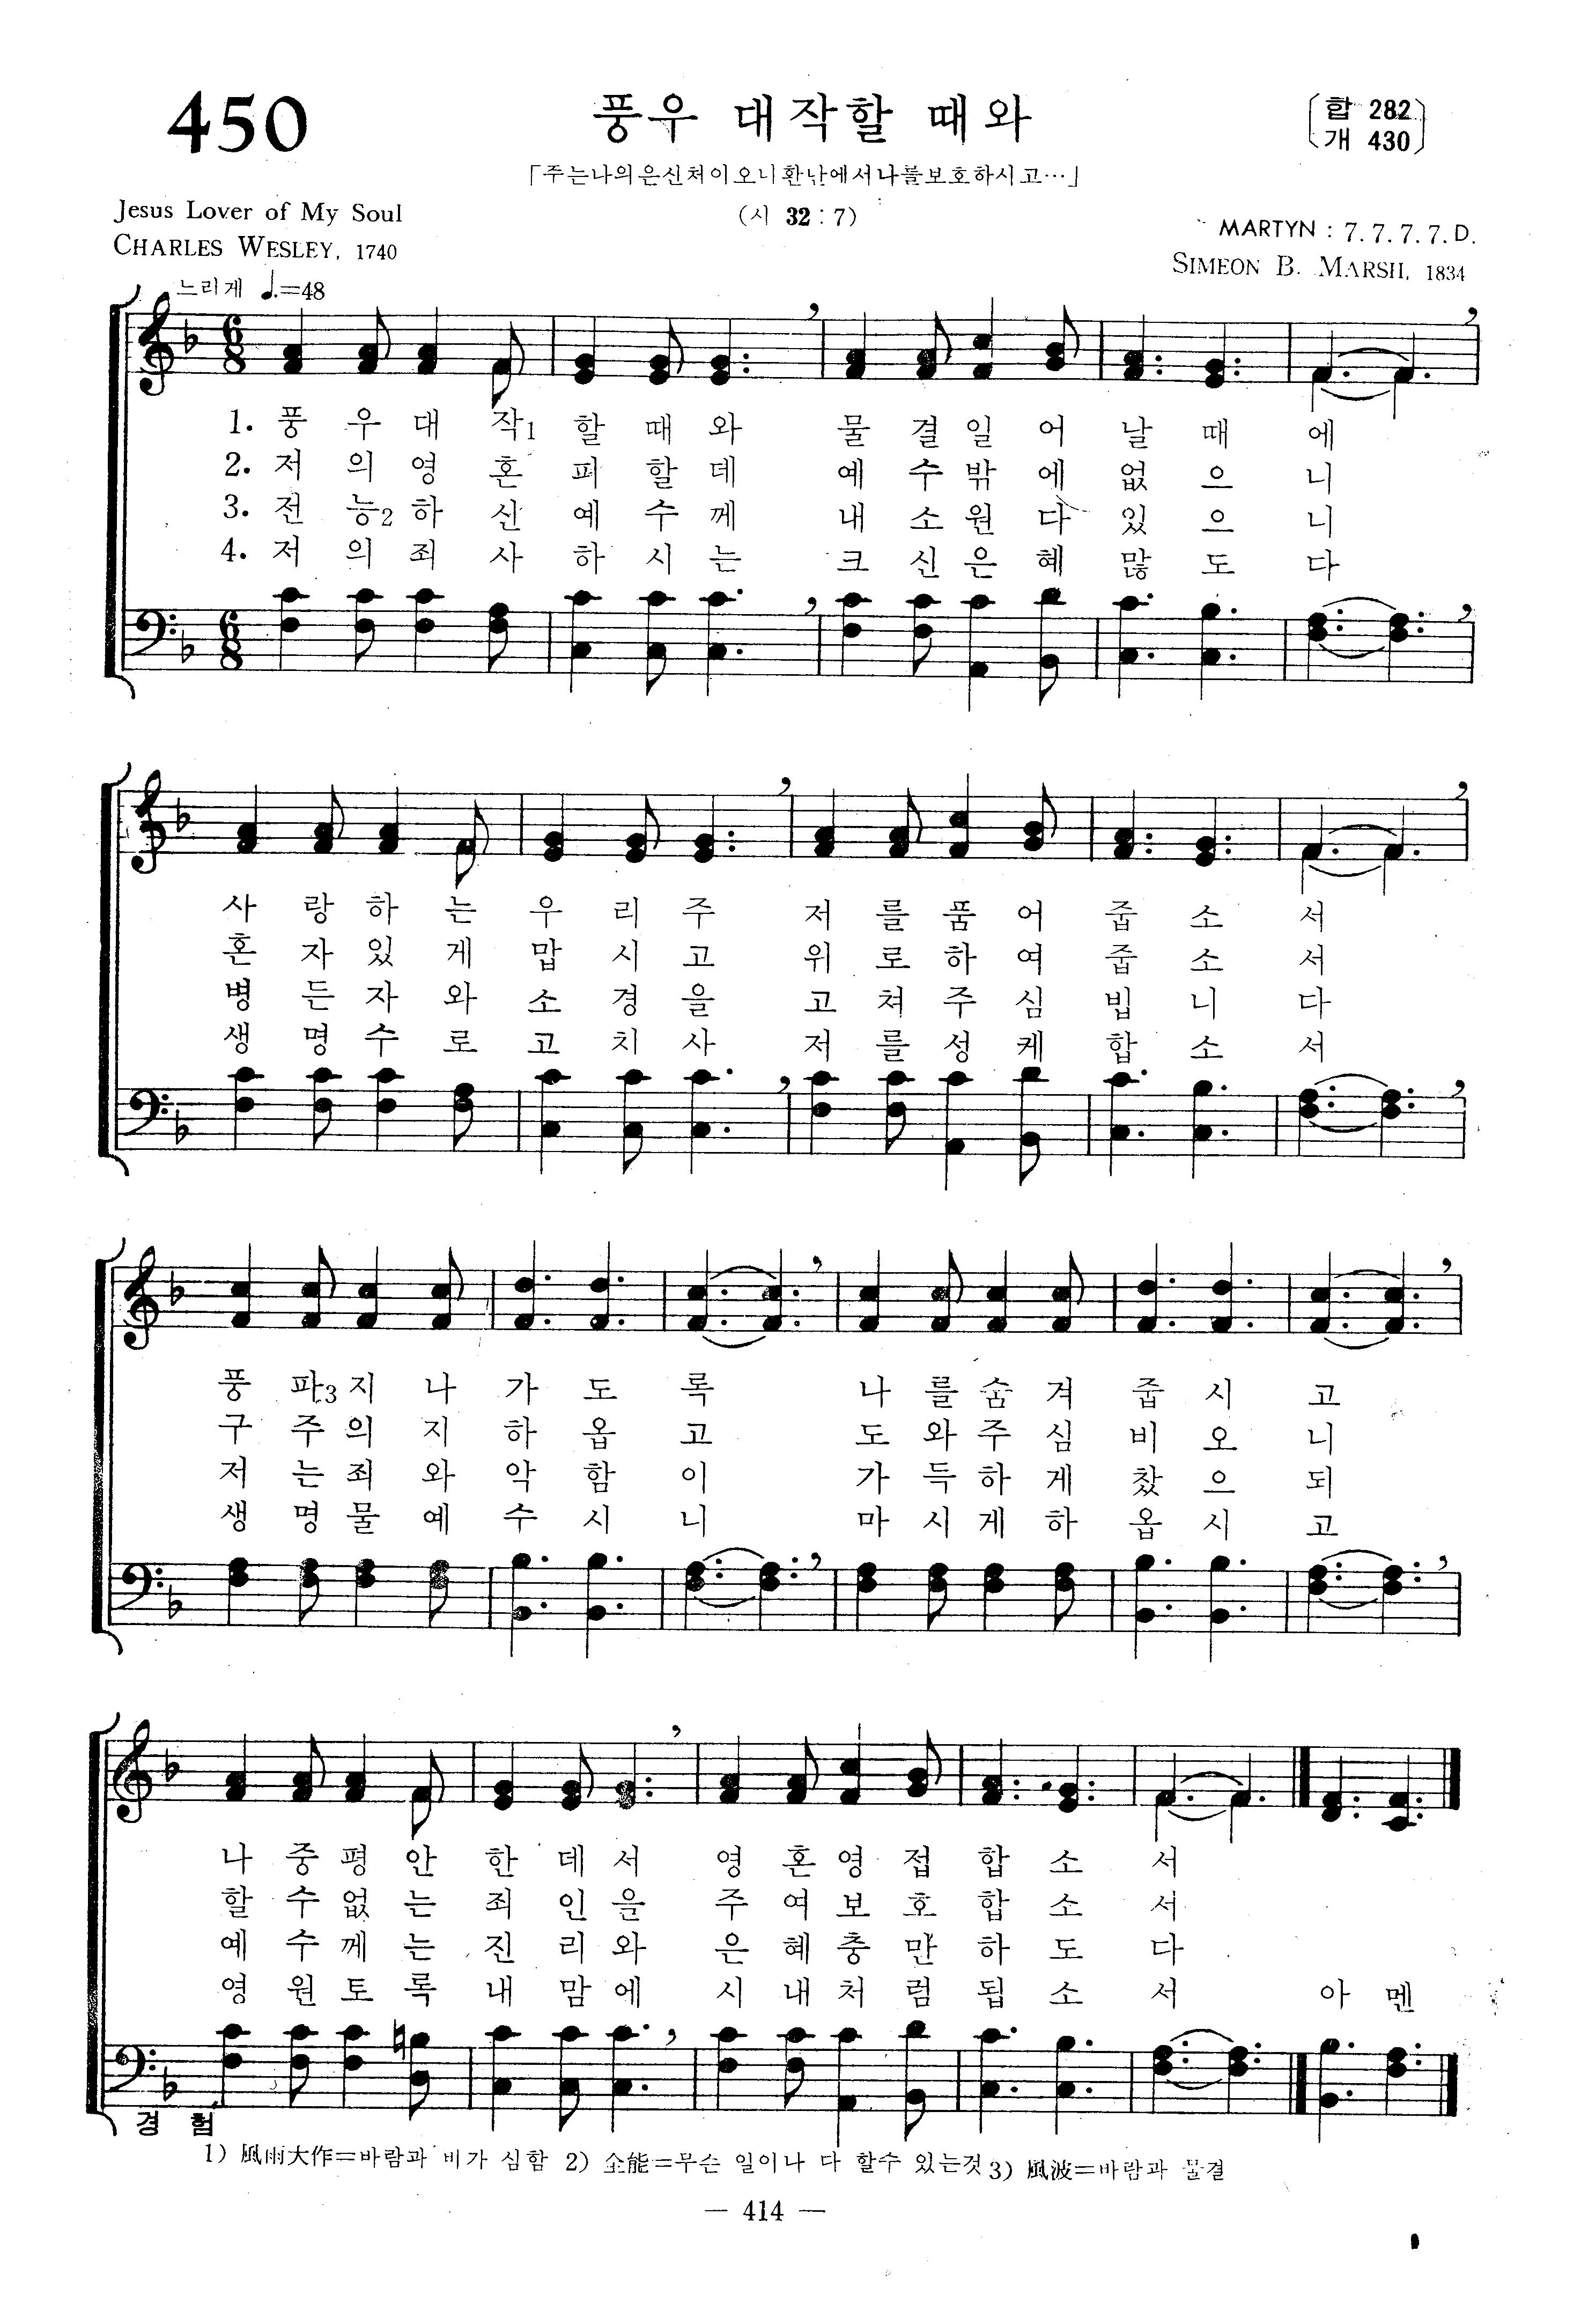 450
풍우 대작할 때와
합 282
개 430
「주는나의은신처이오니환난에서나를보호하시고…」
(시 32 : 7)
Jesus Lover of My Soul
CHARLES WESLEY, 1740
MARTYN : 7. 7. 7. 7. D.
SIMEON B. MARSH, 1834
느리게 ♩.=48
6 8
1. 풍 우 대 작1 할 때 와 물 결 일 어 날 때 에
2. 저 의 영 혼 피 할 데 예 수 밖 에 없 으 니
3. 전 능2 하 신 예 수 께 내 소 원 다 있 으 니
4. 저 의 죄 사 하 시 는 크 신 은 혜 많 도 다
6 8
사 랑 하 는 우 리 주 저 를 품 어 줍 소 서
혼 자 있 게 맙 시 고 위 로 하 여 줍 소 서
병 든 자 와 소 경 을 고 쳐 주 심 빕 니 다
생 명 수 로 고 치 사 저 를 성 케 합 소 서
풍 파3 지 나 가 도 록 나 를 숨 겨 줍 시 고
구 주 의 지 하 옵 고 도 와 주 심 비 오 니
저 는 죄 와 악 함 이 가 득 하 게 찼 으 되
생 명 물 예 수 시 니 마 시 게 하 옵 시 고
나 중 평 안 한 데 서 영 혼 영 접 합 소 서
할 수 없 는 죄 인 을 주 여 보 호 합 소 서
예 수 께 는 진 리 와 은 혜 충 만 하 도 다
영 원 토 록 내 맘 에 시 내 처 럼 됩 소 서 아 멘
경 험
1) 風雨大作=바람과 비가 심함 2) 全能=무슨 일이나 다 할수 있는것 3) 風波=바람과 물결
— 414 —